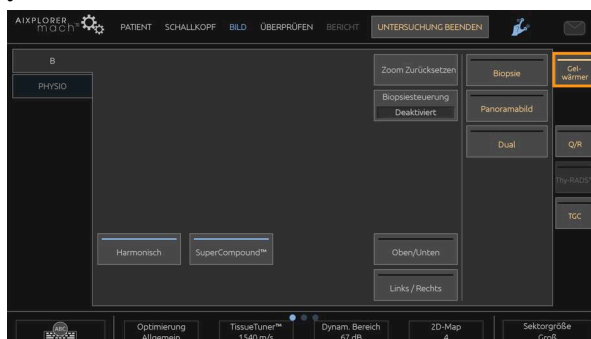 AIXPLORER
mach
PATIENT SCHALLKOPF BILD ÜBERPRÜFEN BERICHT UNTERSUCHUNG BEENDEN
B
PHYSIO
Zoom Zurücksetzen
Biopsiesteuerung
Deaktiviert
Biopsie
Panoramabild
Dual
Gel-
wärmer
Q/R
Thy-RADS™
TGC
Harmonisch SuperCompound™ Oben/Unten
Links / Rechts
ABC
Optimierung TissueTuner™ Dynam. Bereich 2D-Map Sektorgröße
Allgemein 1540 m/s 67 dB 4 Groß